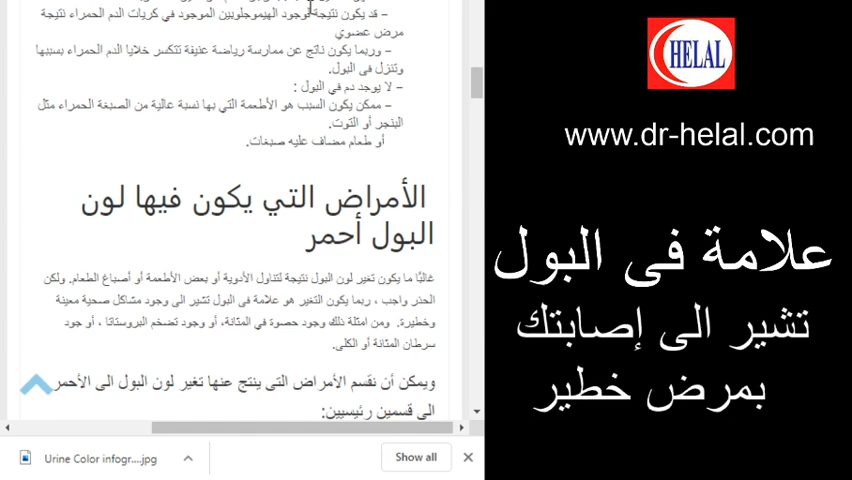 – قد يكون نتيجة لوجود الهيموجلوبين الموجود في كريات الدم الحمراء نتيجة
مرض عضوي
– وربما يكون ناتج عن ممارسة رياضة عنيفة تتكسر خلايا الدم الحمراء بسببها
وتنزل فى البول.
– لا يوجد دم في البول :
– ممكن يكون السبب هو الأطعمة التي بها نسبة عالية من الصبغة الحمراء مثل
البنجر أو التوت.
أو طعام مضاف عليه صبغات.
الأمراض التي يكون فيها لون
البول أحمر
غالبًا ما يكون تغير لون البول نتيجة لتناول الأدوية أو بعض الأطعمة أو أصباغ الطعام. ولكن
الحذر واجب ، ربما يكون التغير هو علامة فى البول تشير الى وجود مشاكل صحية معينة
وخطيرة. ومن امثلة ذلك وجود حصوة في المثانة، أو وجود تضخم البروستاتا ، أو جود
سرطان المثانة أو الكلى.
ويمكن أن نقسم الأمراض التى ينتج عنها تغير لون البول الى الأحمر
الى قسمين رئيسيين:
Urine Color infogr....jpg
Show all
HELAL
www.dr-helal.com
علامة فى البول
تشير الى إصابتك
بمرض خطير